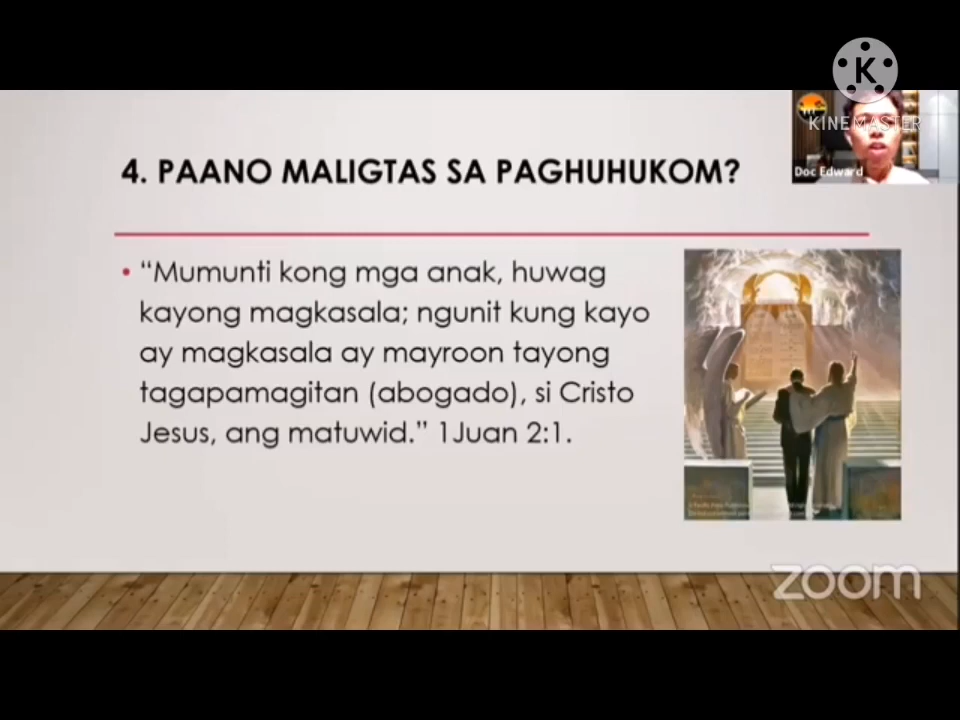 K
KINEMASTER
Doc Edward
4. PAANO MALIGTAS SA PAGHUHUKOM?
• “Mumunti kong mga anak, huwag
kayong magkasala; ngunit kung kayo
ay magkasala ay mayroon tayong
tagapamagitan (abogado), si Cristo
Jesus, ang matuwid.” 1Juan 2:1.
zoom